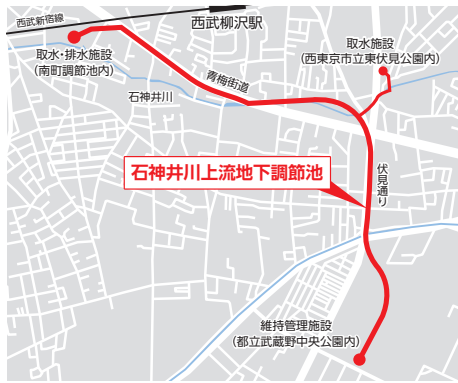 西武新宿線
西武柳沢駅
取水・排水施設
(南町調節池内)
取水施設
(西東京市立東伏見公園内)
青梅街道
石神井川
石神井川上流地下調節池
伏見通り
維持管理施設
(都立武蔵野中央公園内)